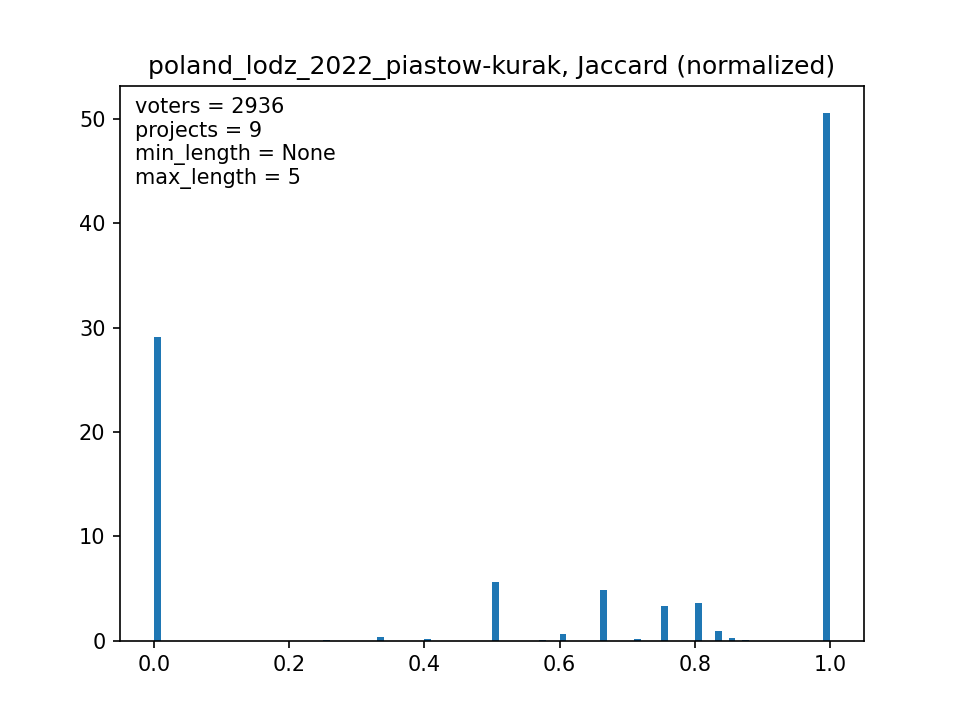 poland_lodz_2022_piastow-kurak, Jaccard (normalized)
voters = 2936
projects = 9
min_length = None
max_length = 5
50
40
30
20
10
0
0.0 0.2 0.4 0.6 0.8 1.0